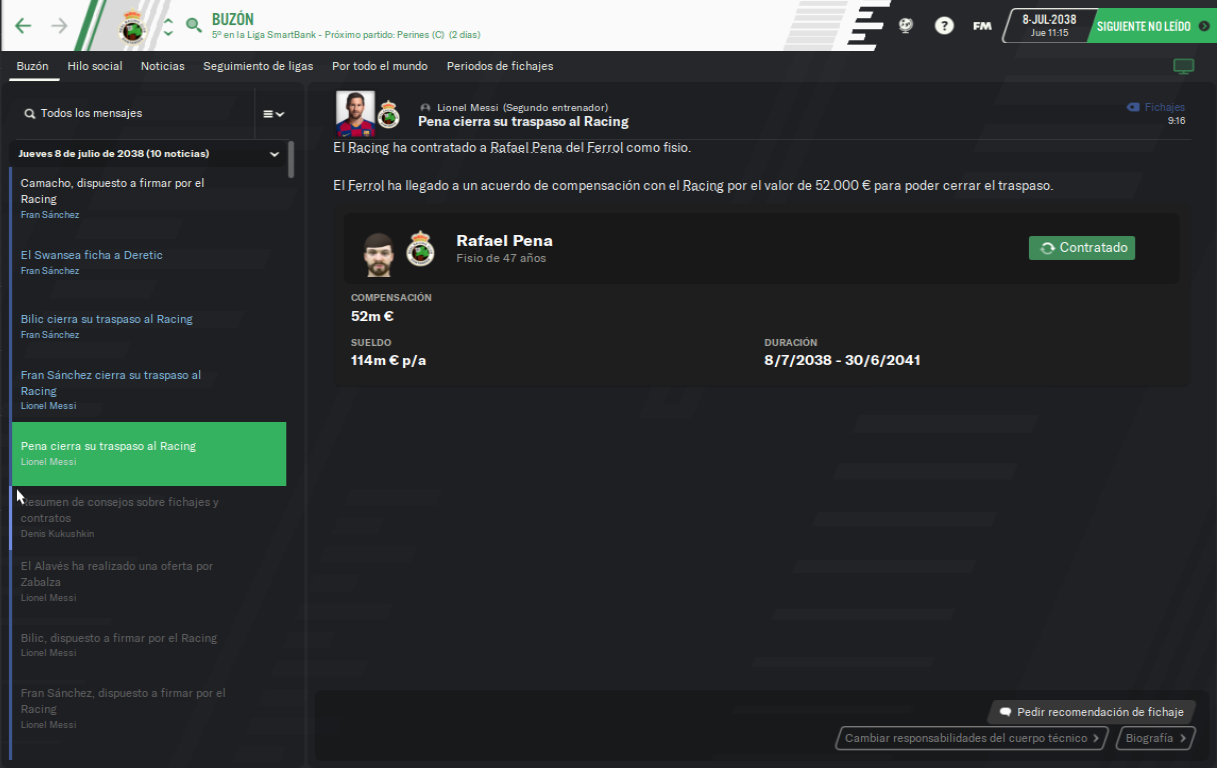 BUZÓN
5º en la Liga SmartBank - Próximo partido: Perines (C) (2 días)
?
FM
8-JUL-2038
Jue 11:15
SIGUIENTE NO LEÍDO
Buzón
Hilo social
Noticias
Seguimiento de ligas
Por todo el mundo
Periodos de fichajes
Todos los mensajes
Jueves 8 de julio de 2038 (10 noticias)
Camacho, dispuesto a firmar por el
Racing
Fran Sánchez
El Swansea ficha a Deretic
Fran Sánchez
Bilic cierra su traspaso al Racing
Fran Sánchez
Fran Sánchez cierra su traspaso al
Racing
Lionel Messi
Pena cierra su traspaso al Racing
Lionel Messi
Resumen de consejos sobre fichajes y
contratos
Denis Kukushkin
El Alavés ha realizado una oferta por
Zabalza
Lionel Messi
Bilic, dispuesto a firmar por el Racing
Lionel Messi
Fran Sánchez, dispuesto a firmar por el
Racing
Lionel Messi
Lionel Messi (Segundo entrenador)
Pena cierra su traspaso al Racing
Fichajes
9:16
El Racing ha contratado a Rafael Pena del Ferrol como fisio.
El Ferrol ha llegado a un acuerdo de compensación con el Racing por el valor de 52.000 € para poder cerrar el traspaso.
Rafael Pena
Fisio de 47 años
Contratado
COMPENSACIÓN
52m €
SUELDO
114m € p/a
DURACIÓN
8/7/2038 - 30/6/2041
Pedir recomendación de fichaje
Cambiar responsabilidades del cuerpo técnico
Biografía